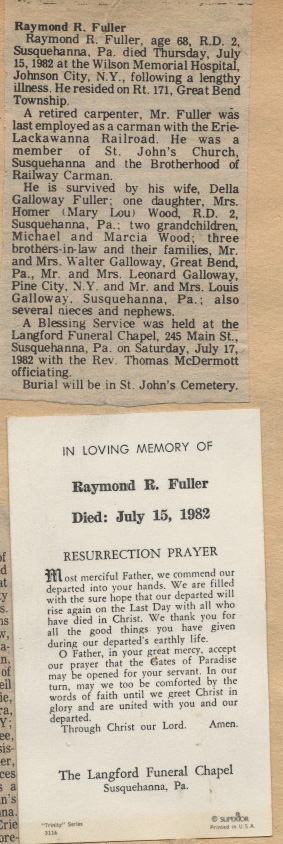 Raymond R. Fuller
Raymond R. Fuller, age 68, R.D. 2,
Susquehanna, Pa. died Thursday, July
15, 1982 at the Wilson Memorial Hospital,
Johnson City, N.Y., following a lengthy
illness. He resided on Rt. 171, Great Bend
Township.
A retired carpenter, Mr. Fuller was
last employed as a carman with the Erie-
Lackawanna Railroad. He was a
member of St. John's Church,
Susquehanna and the Brotherhood of
Railway Carman.
He is survived by his wife, Della
Galloway Fuller; one daughter, Mrs.
Homer (Mary Lou) Wood, R.D. 2,
Susquehanna, Pa.; two grandchildren,
Michael and Marcia Wood; three
brothers-in-law and their families, Mr.
and Mrs. Walter Galloway, Great Bend,
Pa., Mr. and Mrs. Leonard Galloway,
Pine City, N.Y. and Mr. and Mrs. Louis
Galloway, Susquehanna, Pa.; also
several nieces and nephews.
A Blessing Service was held at the
Langford Funeral Chapel, 245 Main St.,
Susquehanna, Pa. on Saturday, July 17,
1982 with the Rev. Thomas McDermott
officiating.
Burial will be in St. John's Cemetery.
IN LOVING MEMORY OF
Raymond R. Fuller
Died: July 15, 1982
RESURRECTION PRAYER
Most merciful Father, we commend our
departed into your hands. We are filled
with the sure hope that our departed will
rise again on the Last Day with all who
have died in Christ. We thank you for
all the good things you have given
during our departed's earthly life.
O Father, in your great mercy, accept
our prayer that the Gates of Paradise
may be opened for your servant. In our
turn, may we too be comforted by the
words of faith until we greet Christ in
glory and are united with you and our
departed.
Through Christ our Lord. Amen.
The Langford Funeral Chapel
Susquehanna, Pa.
"Trinity" Series
3116
© SUPERIOR
Printed in U.S.A.